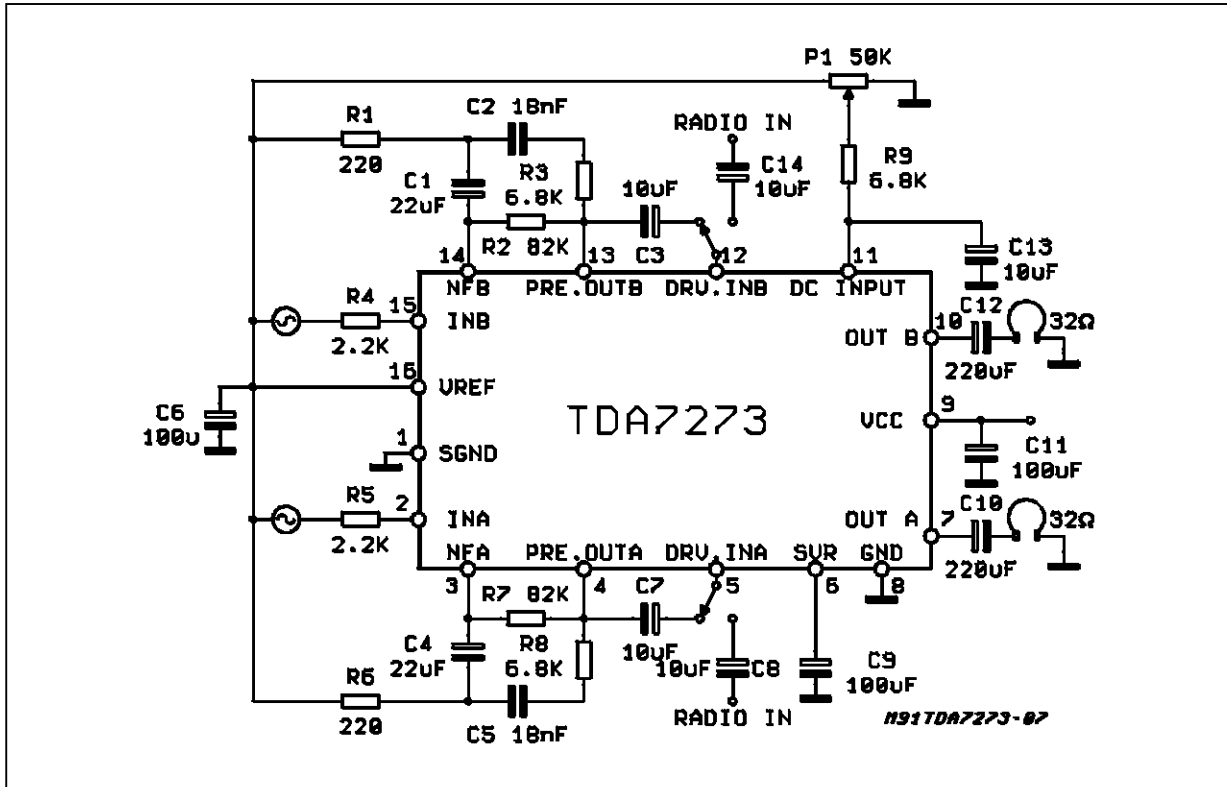 P1 50K
R1
220
C2 18nF
RADIO IN
C1
22uF
R3
6.8K
10uF
C14
10uF
R9
6.8K
R2 82K
C3
C13
10uF
14
13
12
11
NFB
PRE.OUTB
DRV.INB
DC INPUT
R4
2.2K
15
INB
C12
10
32Ω
OUT B
220uF
16
VREF
C6
100u
TDA7273
9
VCC
C11
100uF
1
SGND
R5
2.2K
2
INA
C10
OUT A
7
32Ω
220uF
NFA
PRE.OUTA
DRV.INA
SVR
GND
3
4
5
6
8
R7 82K
C7
C4
22uF
R8
6.8K
10uF
10uF
C8
C9
100uF
R6
220
C5 18nF
RADIO IN
M91TDA7273-07